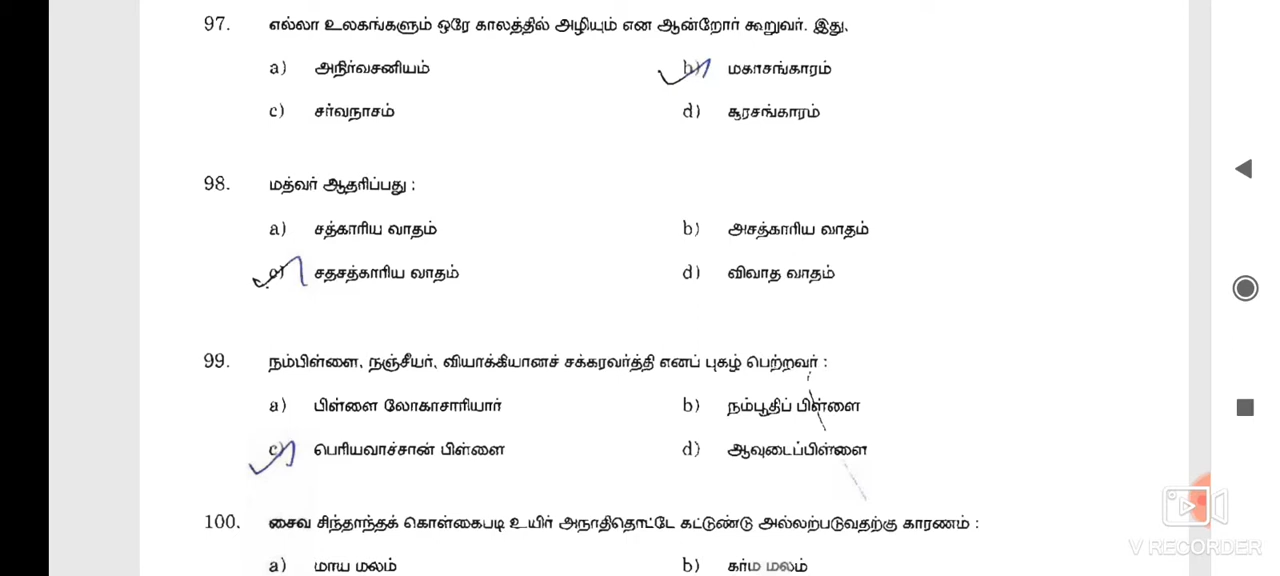 97. எல்லா உலகங்களும் ஒரே காலத்தில் அழியும் என ஆன்றோர் கூறுவர். இது,
a) அநிர்வசனியம் b) மகாசங்காரம்
c) சர்வநாசம் d) சூரசங்காரம்
98. மத்வர் ஆதரிப்பது :
a) சத்காரிய வாதம் b) அசத்காரிய வாதம்
c) சதசத்காரிய வாதம் d) விவாத வாதம்
99. நம்பிள்ளை, நஞ்சீயர், வியாக்கியானச் சக்கரவர்த்தி எனப் புகழ் பெற்றவர் :
a) பிள்ளை லோகாசாரியார் b) நம்பூதிப் பிள்ளை
c) பெரியவாச்சான் பிள்ளை d) ஆவுடைப்பிள்ளை
100. சைவ சிந்தாந்தக் கொள்கைபடி உயிர் அநாதிதொட்டே கட்டுண்டு அல்லற்படுவதற்கு காரணம் :
a) மாய மலம் b) கர்ம மலம்
V RECORDER